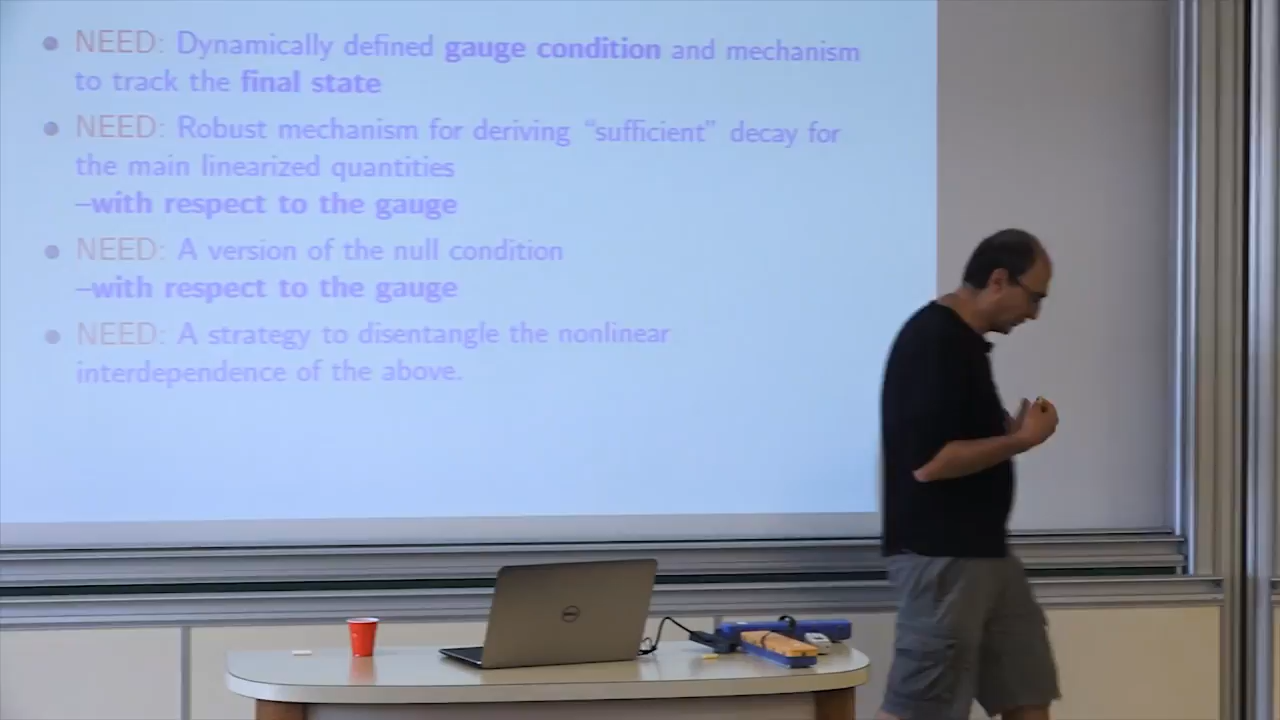 • NEED: Dynamically defined gauge condition and mechanism
to track the final state
• NEED: Robust mechanism for deriving “sufficient” decay for
the main linearized quantities
–with respect to the gauge
• NEED: A version of the null condition
–with respect to the gauge
• NEED: A strategy to disentangle the nonlinear
interdependence of the above.
DELL